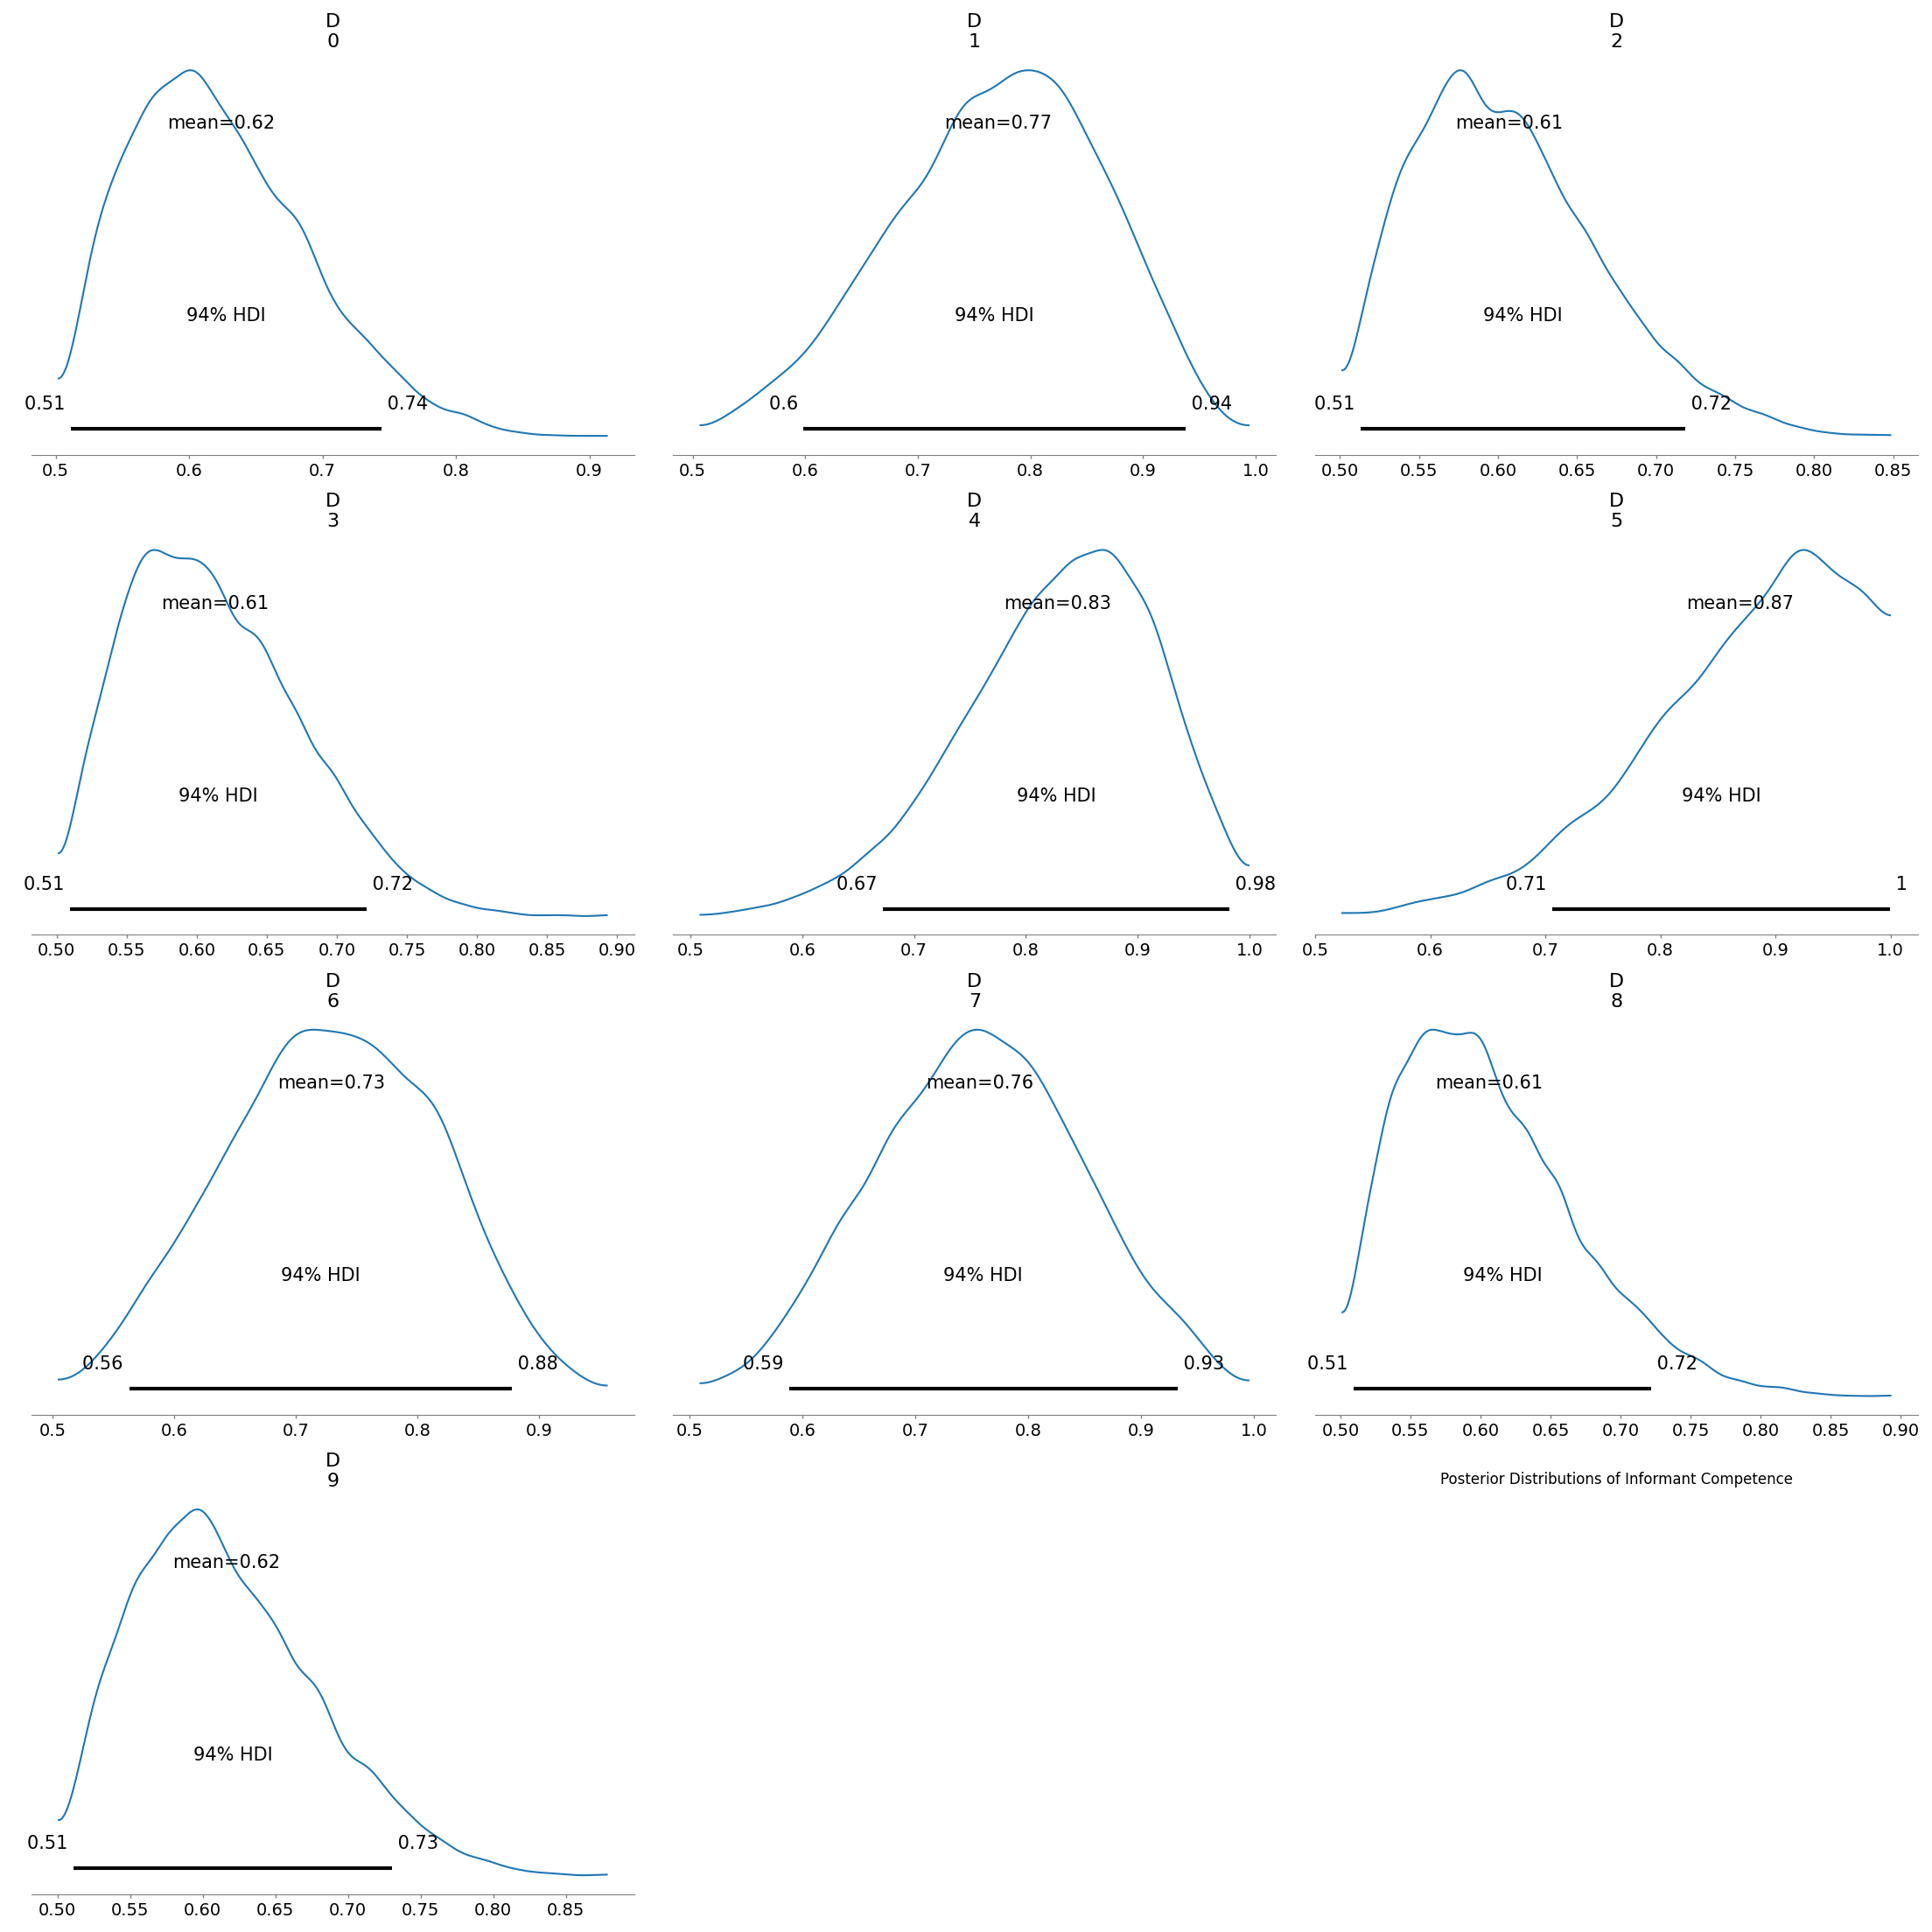 D
0
mean=0.62
94% HDI
0.51 0.74
0.5 0.6 0.7 0.8 0.9
D
1
mean=0.77
94% HDI
0.6 0.94
0.5 0.6 0.7 0.8 0.9 1.0
D
2
mean=0.61
94% HDI
0.51 0.72
0.50 0.55 0.60 0.65 0.70 0.75 0.80 0.85
D
3
mean=0.61
94% HDI
0.51 0.72
0.50 0.55 0.60 0.65 0.70 0.75 0.80 0.85 0.90
D
4
mean=0.83
94% HDI
0.67 0.98
0.5 0.6 0.7 0.8 0.9 1.0
D
5
mean=0.87
94% HDI
0.71 1
0.5 0.6 0.7 0.8 0.9 1.0
D
6
mean=0.73
94% HDI
0.56 0.88
0.5 0.6 0.7 0.8 0.9
D
7
mean=0.76
94% HDI
0.59 0.93
0.5 0.6 0.7 0.8 0.9 1.0
D
8
mean=0.61
94% HDI
0.51 0.72
0.50 0.55 0.60 0.65 0.70 0.75 0.80 0.85 0.90
D
9
mean=0.62
94% HDI
0.51 0.73
0.50 0.55 0.60 0.65 0.70 0.75 0.80 0.85
Posterior Distributions of Informant Competence